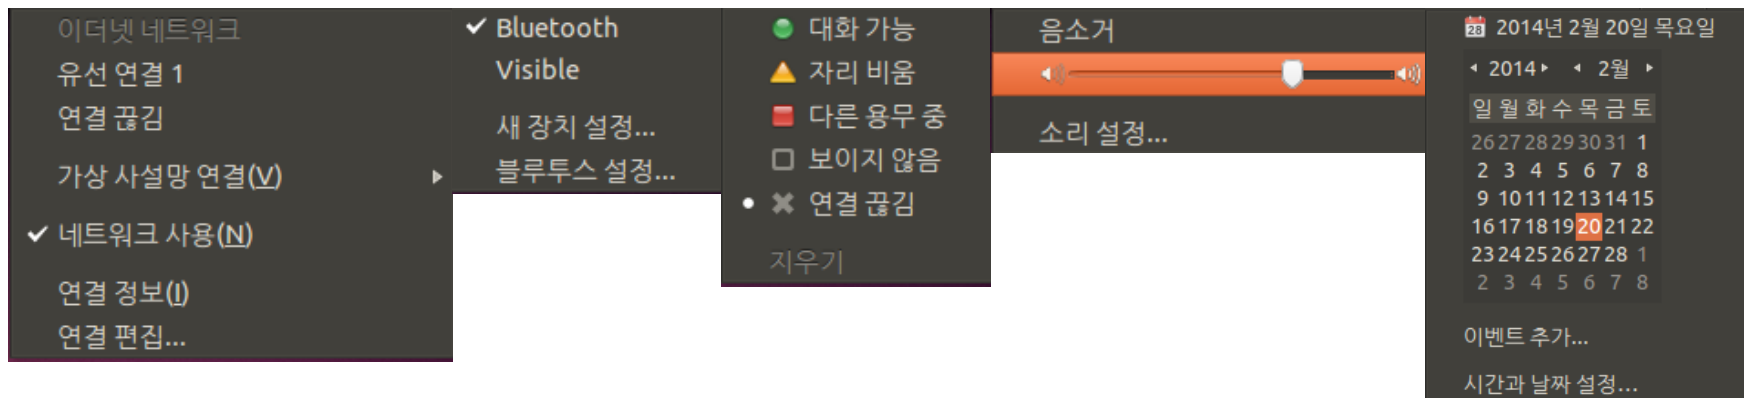 이더넷 네트워크
유선 연결 1
연결 끊김
가상 사설망 연결(V)
네트워크 사용(N)
연결 정보(I)
연결 편집...
Bluetooth
Visible
새 장치 설정...
블루투스 설정...
대화 가능
자리 비움
다른 용무 중
보이지 않음
연결 끊김
지우기
음소거
소리 설정...
28 2014년 2월 20일 목요일
2014 2월
일 월 화 수 목 금 토
26 27 28 29 30 31 1
2 3 4 5 6 7 8
9 10 11 12 13 14 15
16 17 18 19 20 21 22
23 24 25 26 27 28 1
2 3 4 5 6 7 8
이벤트 추가...
시간과 날짜 설정...